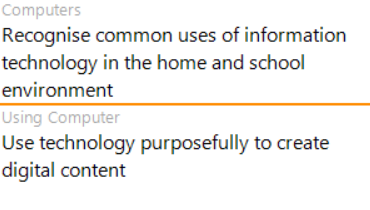 Computers
Recognise common uses of information
technology in the home and school
environment
Using Computer
Use technology purposefully to create
digital content